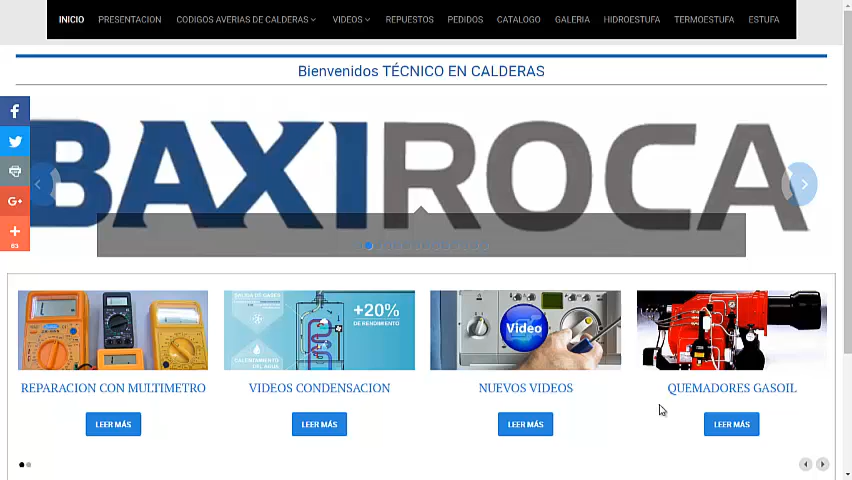 INICIO PRESENTACION CODIGOS AVERIAS DE CALDERAS VIDEOS REPUESTOS PEDIDOS CATALOGO GALERIA HIDROESTUFA TERMOESTUFA ESTUFA
Bienvenidos TÉCNICO EN CALDERAS
BAXIROCA
G+
83
SALIDA DE GASES
+20%
DE RENDIMIENTO
CALENTAMIENTO
DEL AGUA
Video
REPARACION CON MULTIMETRO
VIDEOS CONDENSACION
NUEVOS VIDEOS
QUEMADORES GASOIL
LEER MÁS
LEER MÁS
LEER MÁS
LEER MÁS